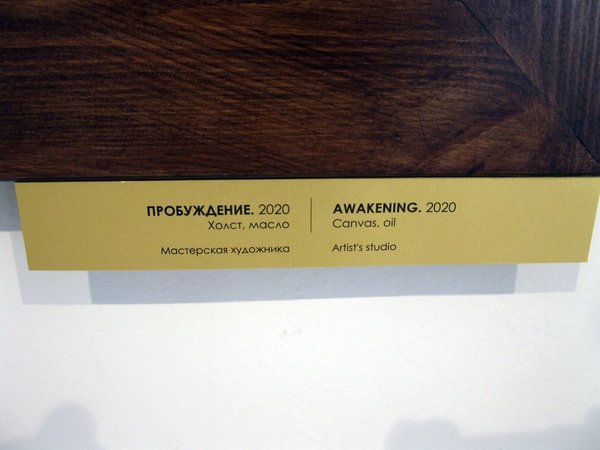 ПРОБУЖДЕНИЕ. 2020
Холст, масло
Мастерская художника
AWAKENING. 2020
Canvas, oil
Artist's studio